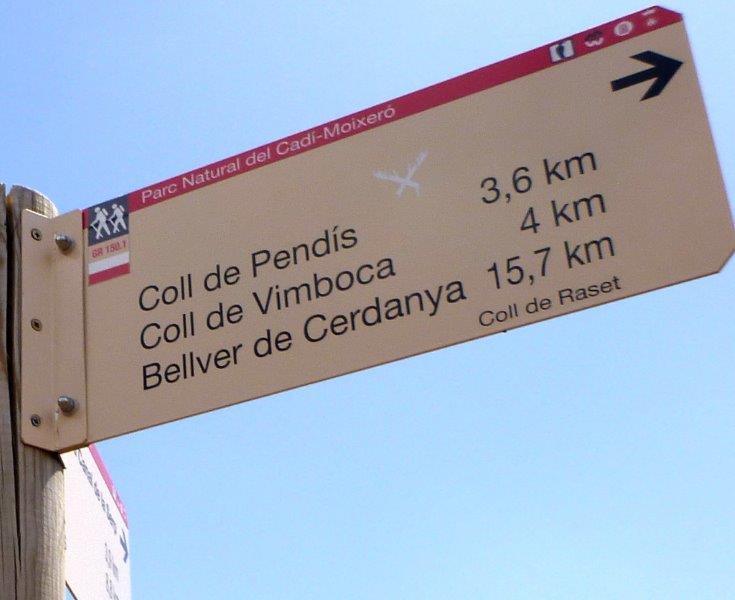 Parc Natural del Cadí-Moixeró
GR 150.1
Coll de Pendís 3,6 km
Coll de Vimboca 4 km
Bellver de Cerdanya 15,7 km
Coll de Raset